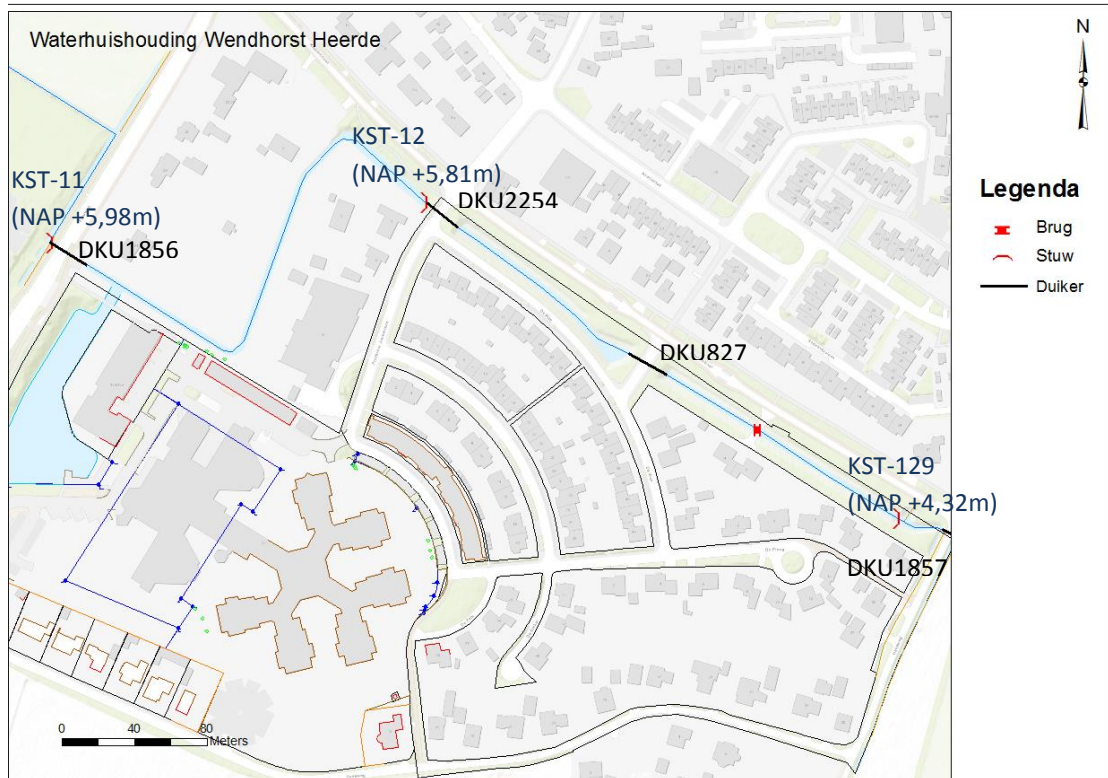 Waterhuishouding Wendhorst Heerde
N
KST-12
(NAP +5,81m)
KST-11
(NAP +5,98m)
DKU2254
DKU1856
Legenda
Brug
Stuw
Duiker
DKU827
KST-129
(NAP +4,32m)
DKU1857
0 40 80
Meters